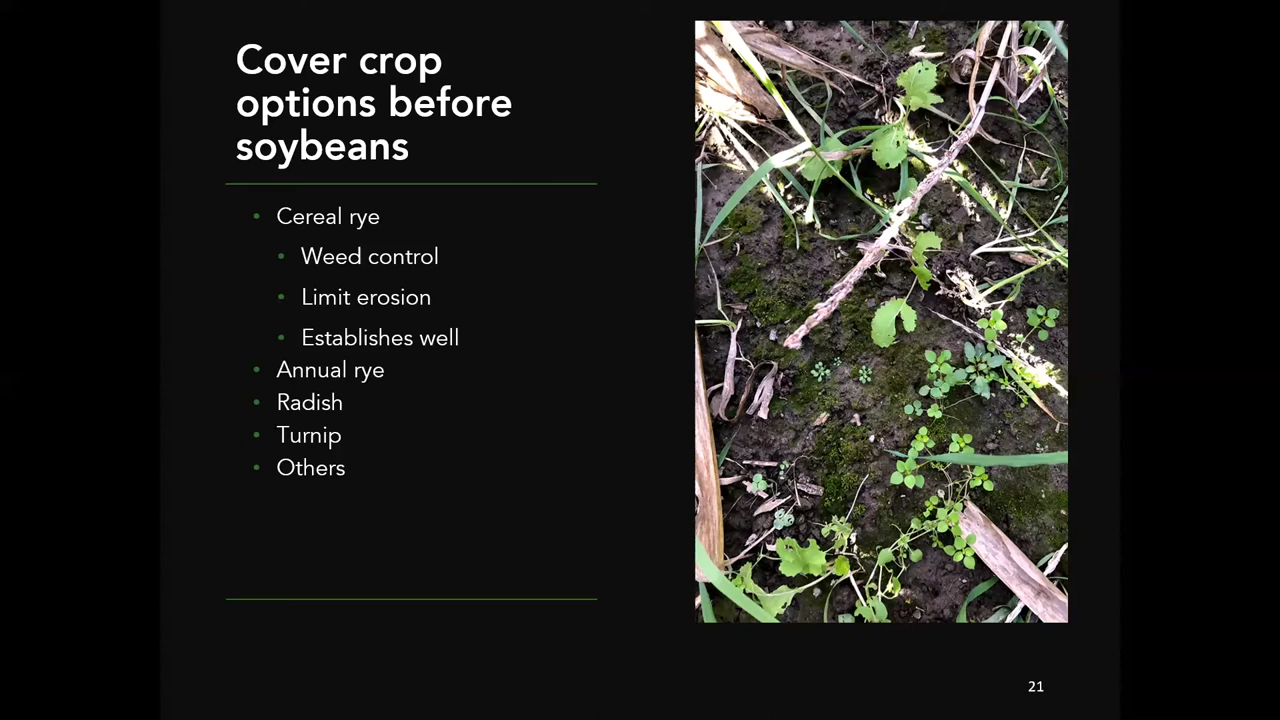 Cover crop
options before
soybeans
• Cereal rye
• Weed control
• Limit erosion
• Establishes well
• Annual rye
• Radish
• Turnip
• Others
21